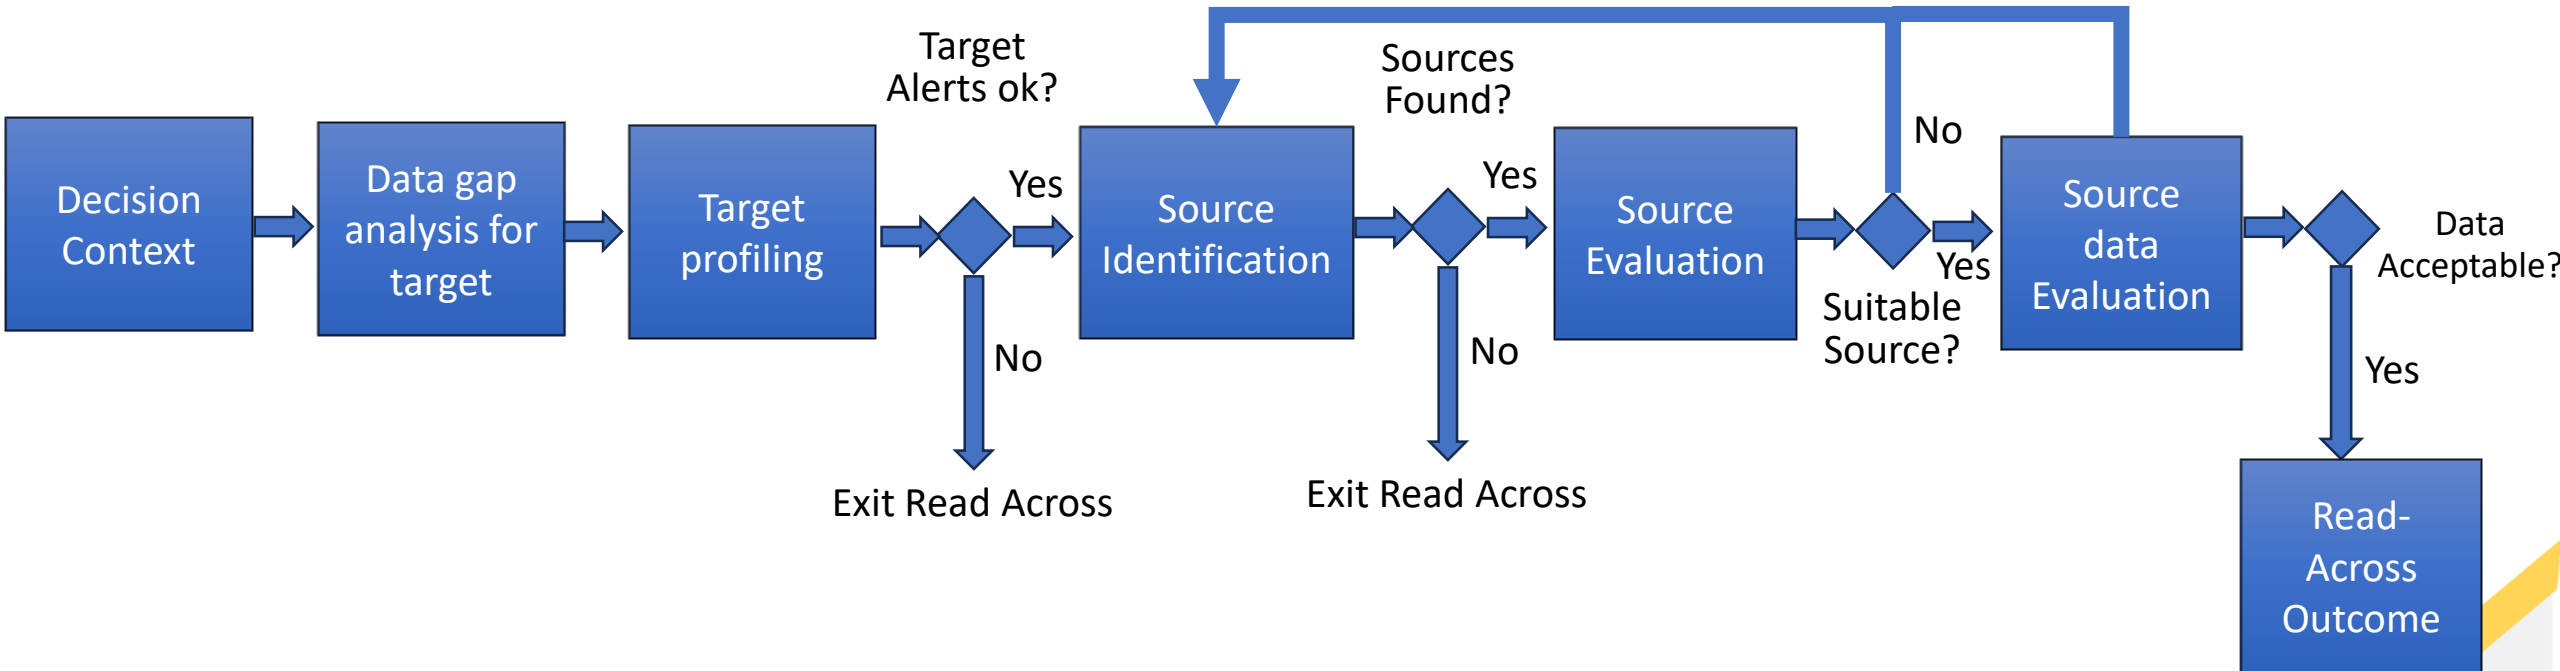 Decision
Context
Data gap
analysis for
target
Target
profiling
Target
Alerts ok?
Yes
No
Exit Read Across
Source
Identification
Sources
Found?
Yes
No
Exit Read Across
Source
Evaluation
No
Yes
Suitable
Source?
Source
data
Evaluation
Data
Acceptable?
Yes
Read-
Across
Outcome